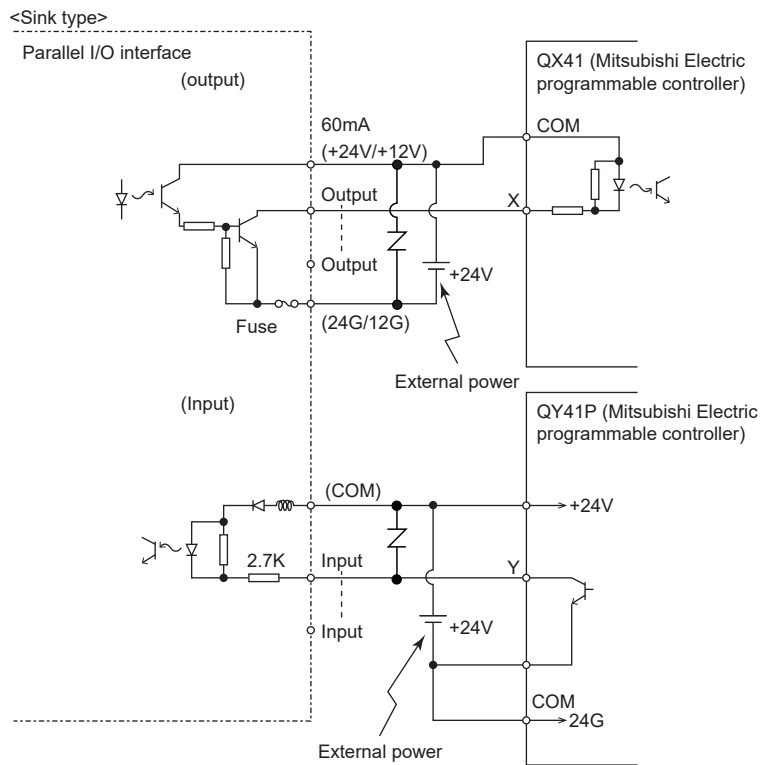 <Sink type>
Parallel I/O interface
(output)
QX41 (Mitsubishi Electric
programmable controller)
60mA
(+24V/+12V)
COM
Output
X
Output
+24V
Fuse
(24G/12G)
External power
(Input)
QY41P (Mitsubishi Electric
programmable controller)
(COM)
+24V
2.7K
Input
Y
Input
+24V
COM
24G
External power